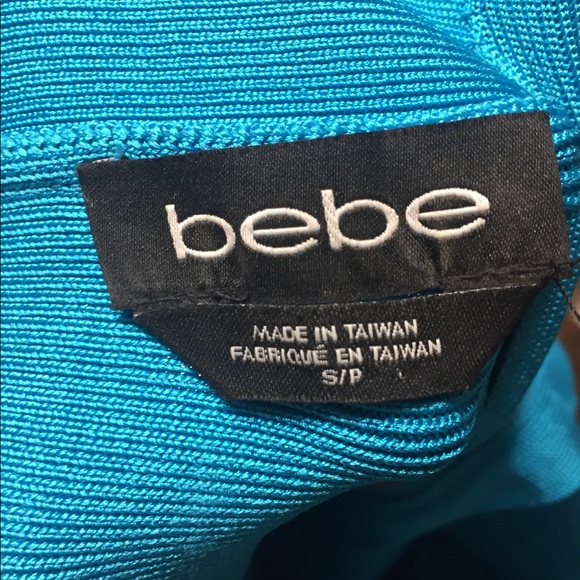 bebe
MADE IN TAIWAN
FABRIQUÉ EN TAIWAN
S/P